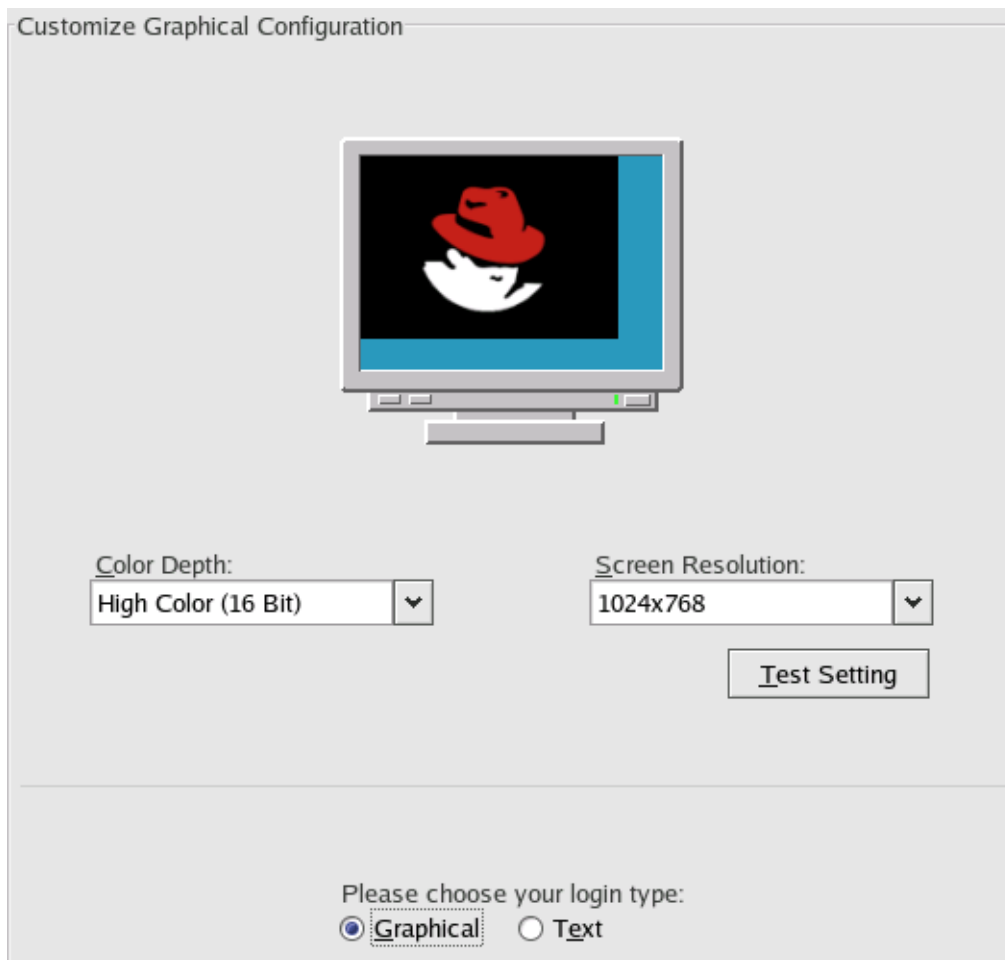 Customize Graphical Configuration
Color Depth:
High Color (16 Bit)
Screen Resolution:
1024x768
Test Setting
Please choose your login type:
Graphical
Text